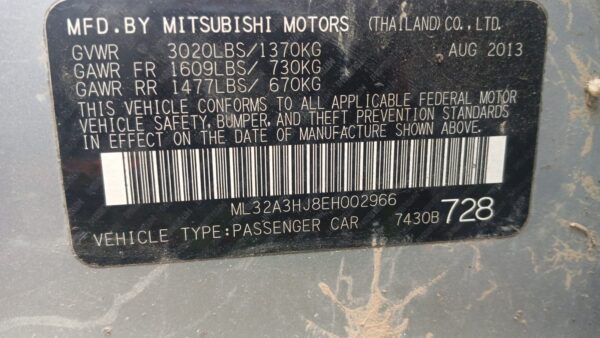 MFD.BY MITSUBISHI MOTORS (THAILAND) CO., LTD.
GVWR 3020LBS/1370KG AUG 2013
GAWR FR 1609LBS/ 730KG
GAWR RR 1477LBS/ 670KG
THIS VEHICLE CONFORMS TO ALL APPLICABLE FEDERAL MOTOR
VEHICLE SAFETY, BUMPER, AND THEFT PREVENTION STANDARDS
IN EFFECT ON THE DATE OF MANUFACTURE SHOWN ABOVE.
ML32A3HJ8EH002966
VEHICLE TYPE:PASSENGER CAR 7430B 728